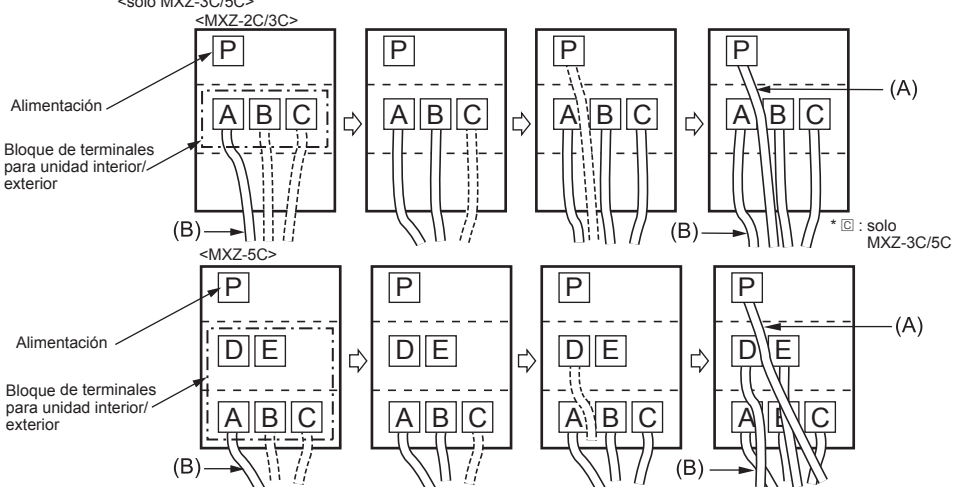 <solo MXZ-3C/5C>
<MXZ-2C/3C>
P P P P
(A)
Alimentación
A B C A B C A B C A B C
Bloque de terminales
para unidad interior/
exterior
(B) (B)
* C : solo
MXZ-3C/5C
<MXZ-5C>
P P P P
(A)
Alimentación
D E D E D E D E
Bloque de terminales
para unidad interior/
exterior
A B C A B C A B C A B C
(B) (B)